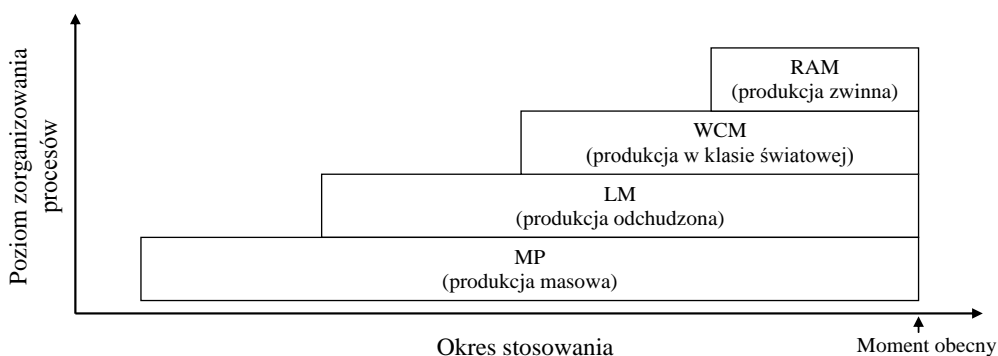 Poziom zorganizowania
procesów
RAM
(produkcja zwinna)
WCM
(produkcja w klasie światowej)
LM
(produkcja odchudzona)
MP
(produkcja masowa)
Okres stosowania
Moment obecny